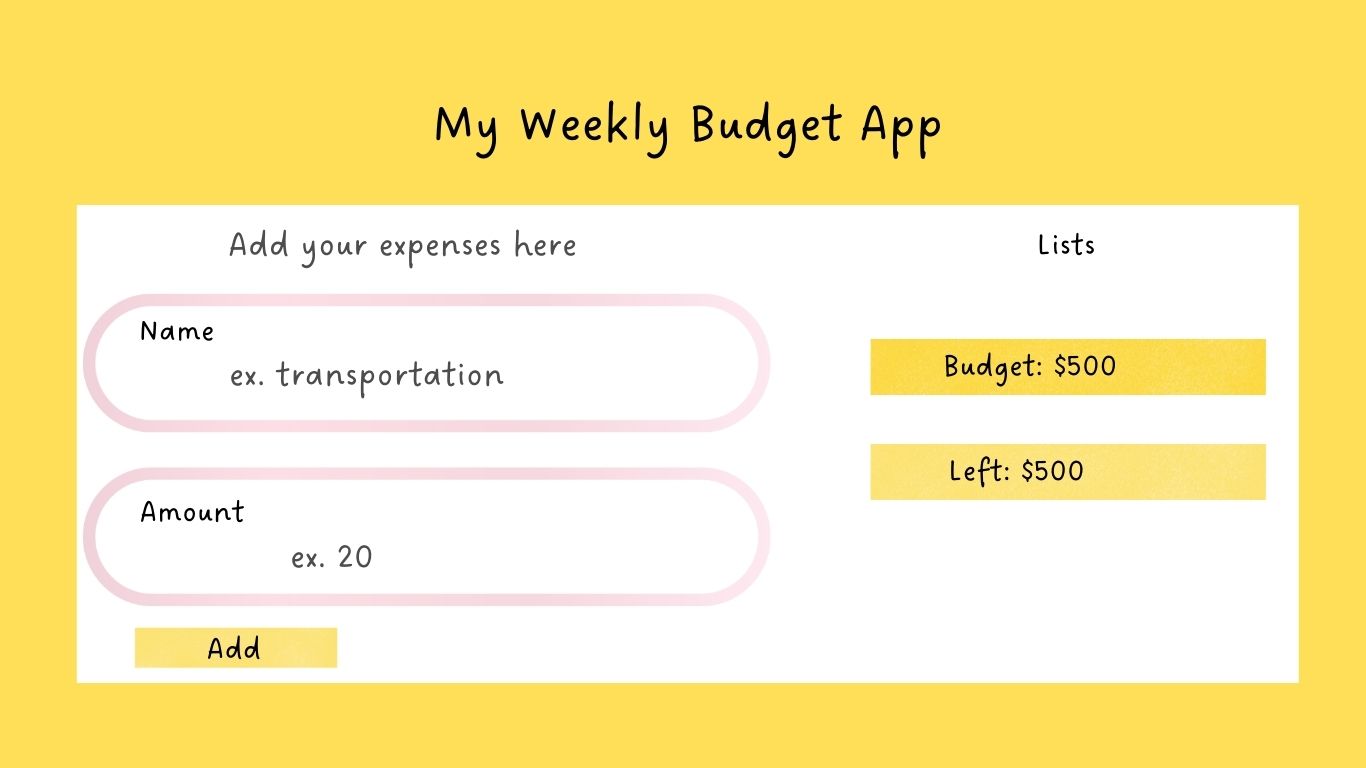 My Weekly Budget App
Add your expenses here
Name
ex. transportation
Amount
ex. 20
Add
Lists
Budget: $500
Left: $500